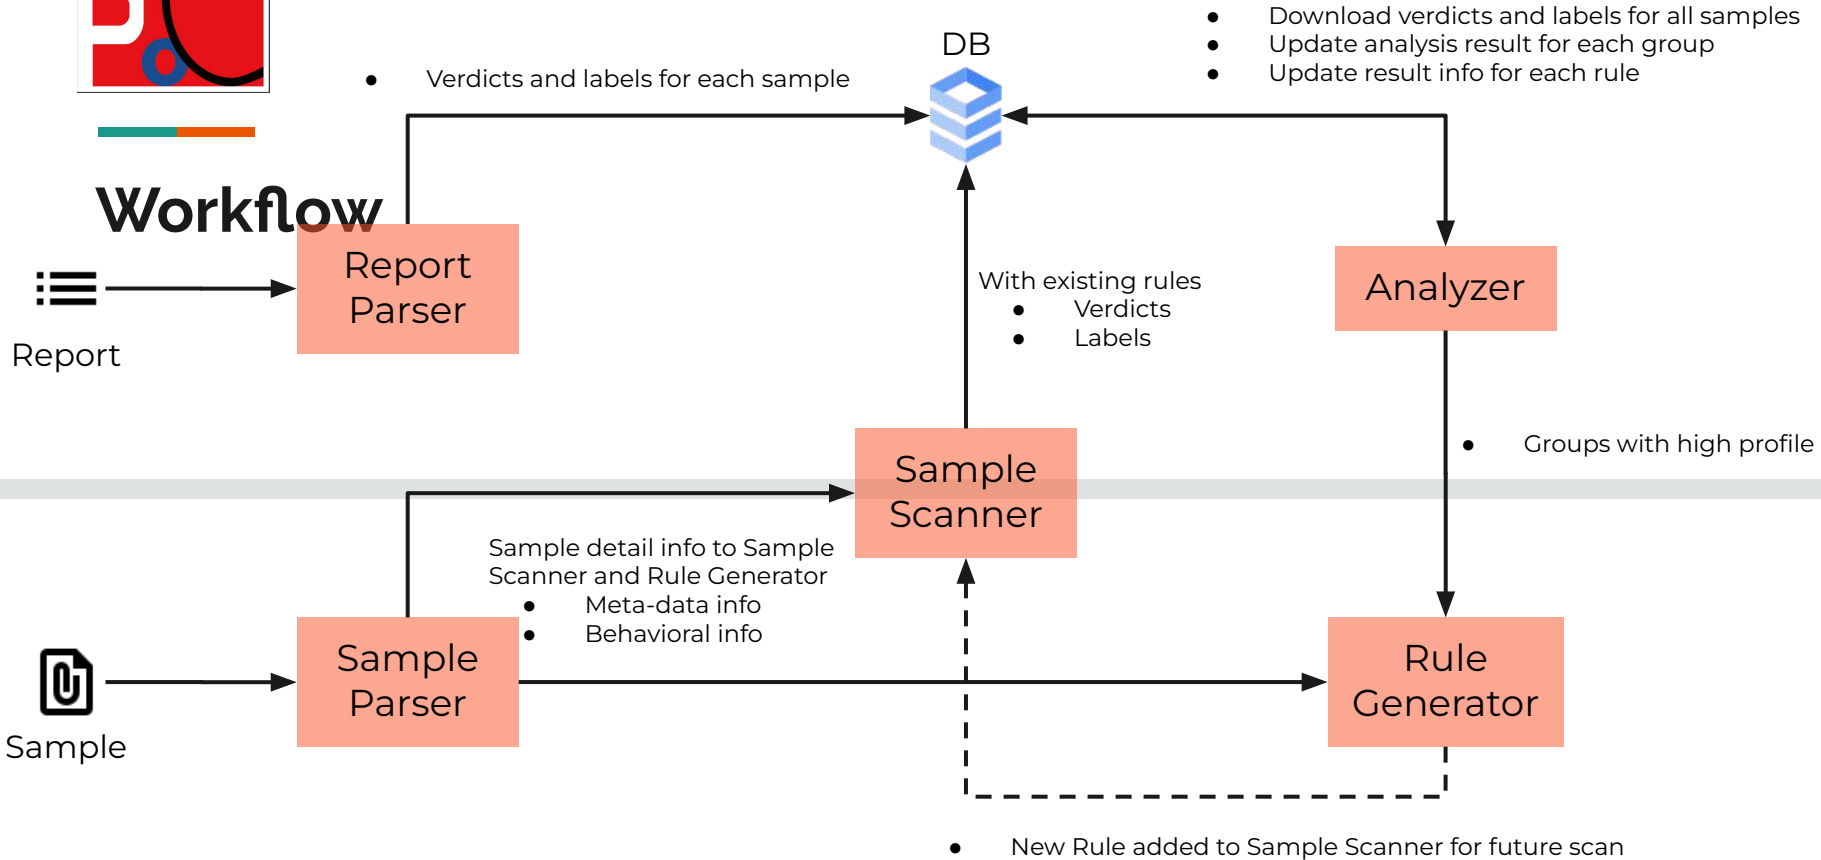 ● Download verdicts and labels for all samples
● Update analysis result for each group
● Update result info for each rule
DB
● Verdicts and labels for each sample
Workflow
Report
Parser
Report
With existing rules
● Verdicts
● Labels
Analyzer
● Groups with high profile
Sample
Scanner
Sample detail info to Sample
Scanner and Rule Generator
● Meta-data info
● Behavioral info
Sample
Parser
Sample
Rule
Generator
● New Rule added to Sample Scanner for future scan